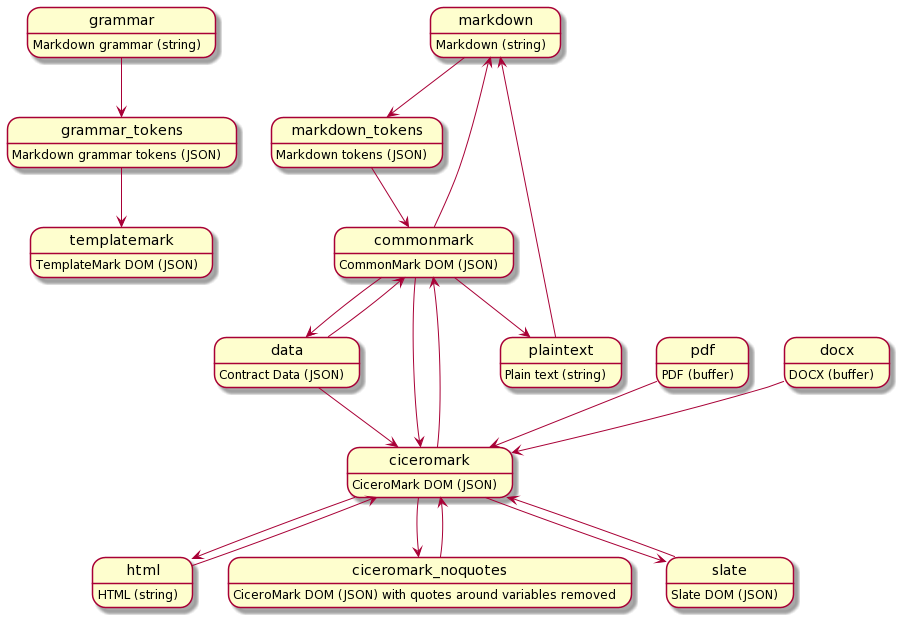 grammar
Markdown grammar (string)
markdown
Markdown (string)
grammar_tokens
Markdown grammar tokens (JSON)
markdown_tokens
Markdown tokens (JSON)
templatemark
TemplateMark DOM (JSON)
commonmark
CommonMark DOM (JSON)
data
Contract Data (JSON)
plaintext
Plain text (string)
pdf
PDF (buffer)
docx
DOCX (buffer)
ciceromark
CiceroMark DOM (JSON)
html
HTML (string)
ciceromark_noquotes
CiceroMark DOM (JSON) with quotes around variables removed
slate
Slate DOM (JSON)